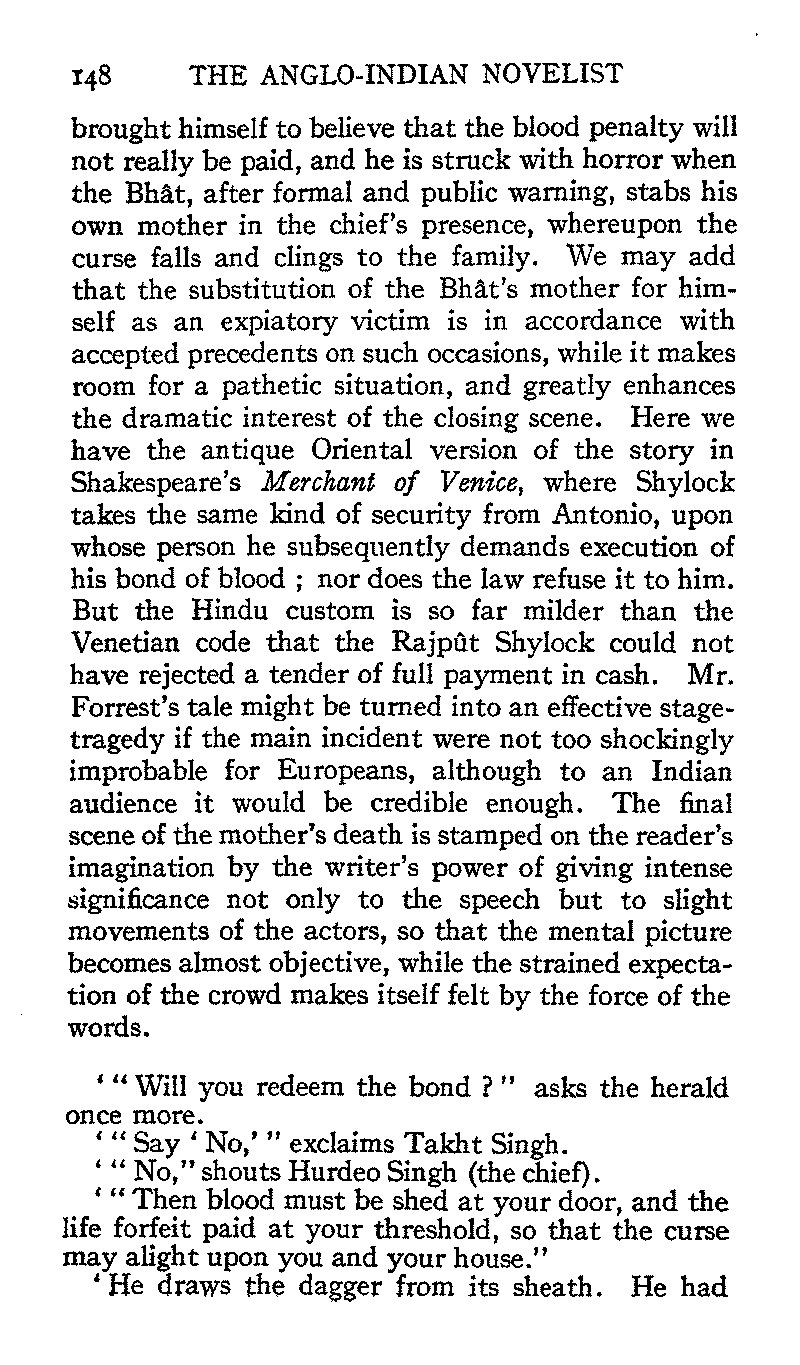 148 THE ANGLO-INDIAN NOVELIST
brought himself to believe that the blood penalty will
not really be paid, and he is struck with horror when
the Bhât, after formal and public warning, stabs his
own mother in the chief's presence, whereupon the
curse falls and clings to the family. We may add
that the substitution of the Bhât's mother for him-
self as an expiatory victim is in accordance with
accepted precedents on such occasions, while it makes
room for a pathetic situation, and greatly enhances
the dramatic interest of the closing scene. Here we
have the antique Oriental version of the story in
Shakespeare's Merchant of Venice, where Shylock
takes the same kind of security from Antonio, upon
whose person he subsequently demands execution of
his bond of blood ; nor does the law refuse it to him.
But the Hindu custom is so far milder than the
Venetian code that the Rajpût Shylock could not
have rejected a tender of full payment in cash. Mr.
Forrest's tale might be turned into an effective stage-
tragedy if the main incident were not too shockingly
improbable for Europeans, although to an Indian
audience it would be credible enough. The final
scene of the mother's death is stamped on the reader's
imagination by the writer's power of giving intense
significance not only to the speech but to slight
movements of the actors, so that the mental picture
becomes almost objective, while the strained expecta-
tion of the crowd makes itself felt by the force of the
words.
‘ “ Will you redeem the bond ? ” asks the herald
once more.
‘ “ Say ‘ No,’ ” exclaims Takht Singh.
‘ “ No,” shouts Hurdeo Singh (the chief).
‘ “ Then blood must be shed at your door, and the
life forfeit paid at your threshold, so that the curse
may alight upon you and your house.”
‘ He draws the dagger from its sheath. He had